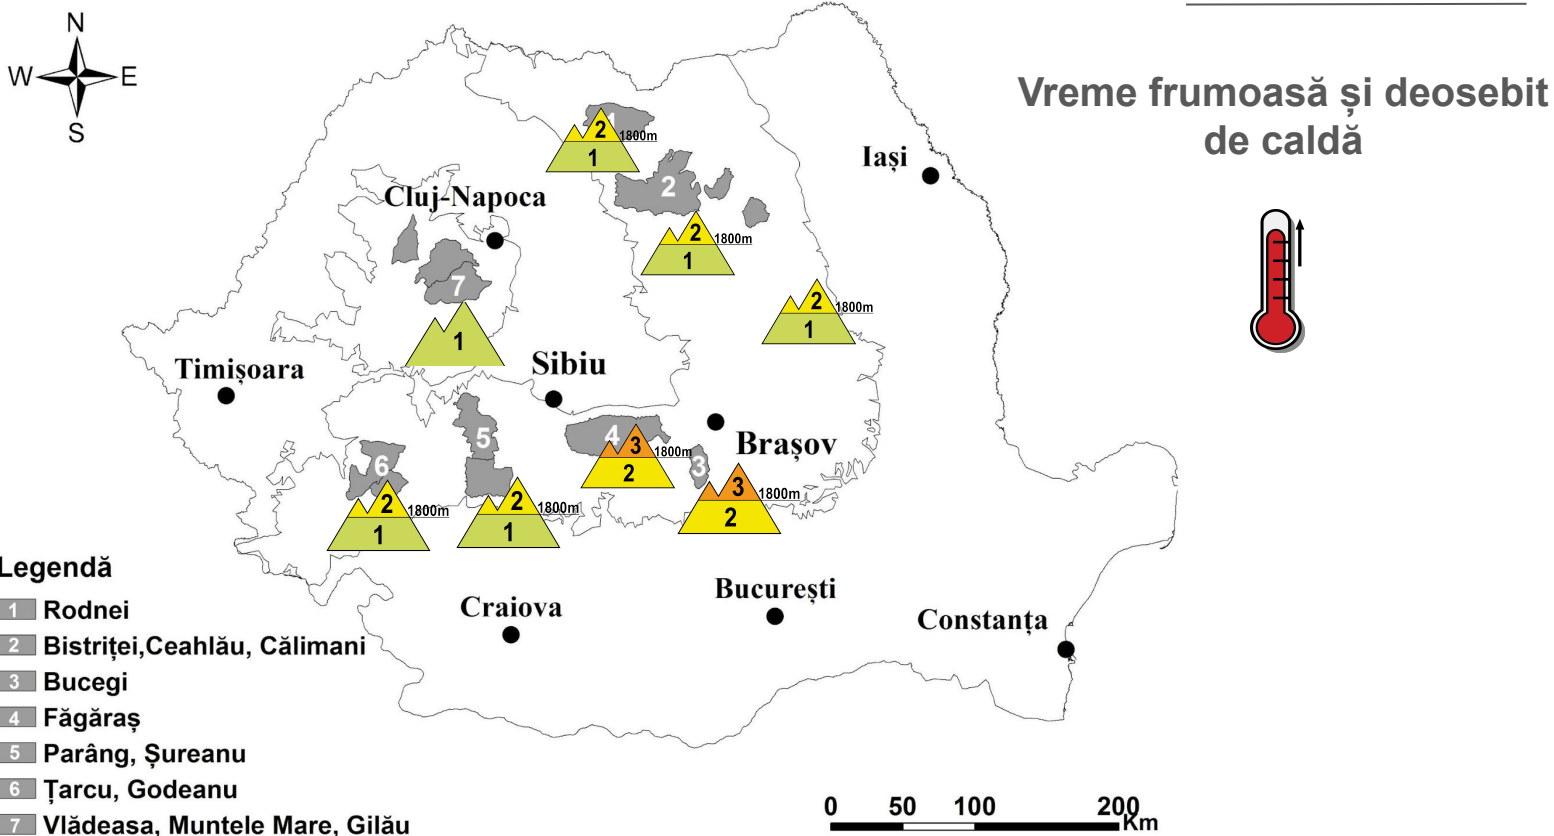 N
W E
S
Vreme frumoasă și deosebit
de caldă
1
2
1800m
1
Iași
2
Cluj-Napoca
2
1800m
1
7
2
1800m
1
1
Timișoara
Sibiu
5
4
3
1800m
2
Brașov
6
3
3
1800m
2
2
1800m
1
2
1800m
1
Legendă
1 Rodnei
2 Bistriței,Ceahlău, Călimani
3 Bucegi
4 Făgăraș
5 Parâng, Șureanu
6 Țarcu, Godeanu
7 Vlădeasa, Muntele Mare, Gilău
București
Craiova
Constanța
0 50 100 200
Km